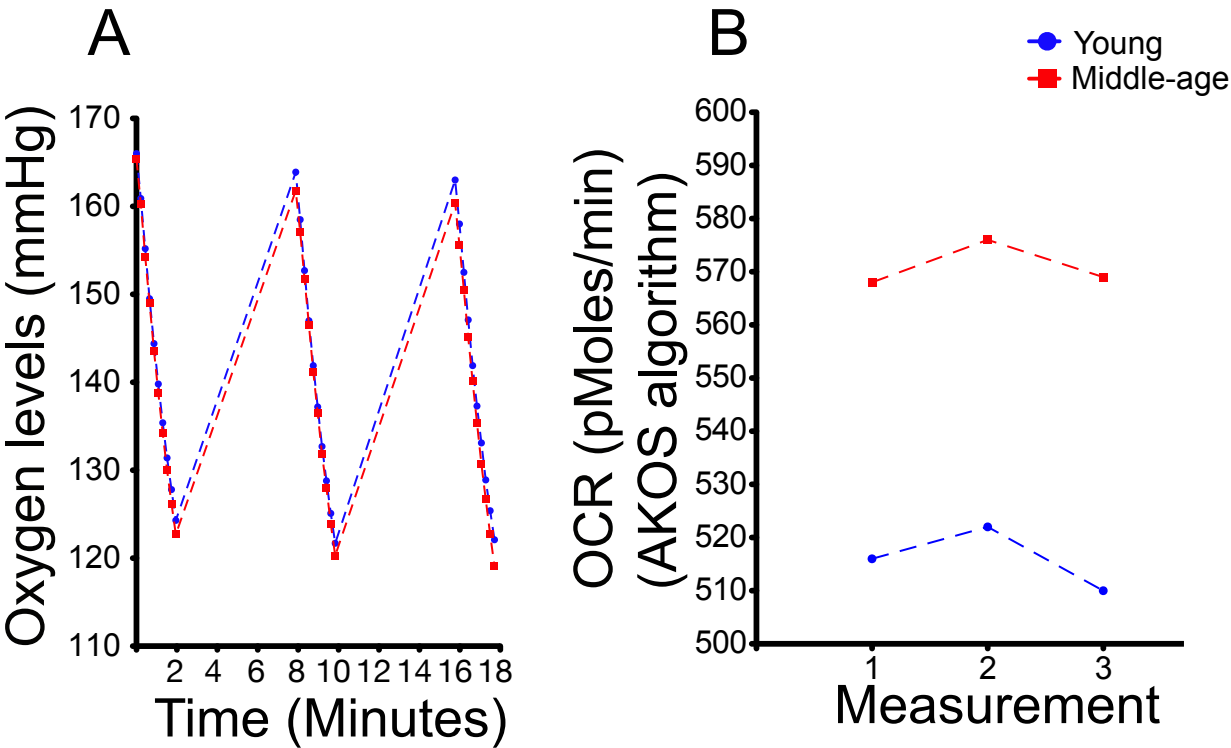 A
Oxygen levels (mmHg)
170
160
150
140
130
120
110
2 4 6 8 10 12 14 16 18
Time (Minutes)
B
Young
Middle-age
OCR (pMoles/min)
(AKOS algorithm)
600
590
580
570
560
550
540
530
520
510
500
1 2 3
Measurement